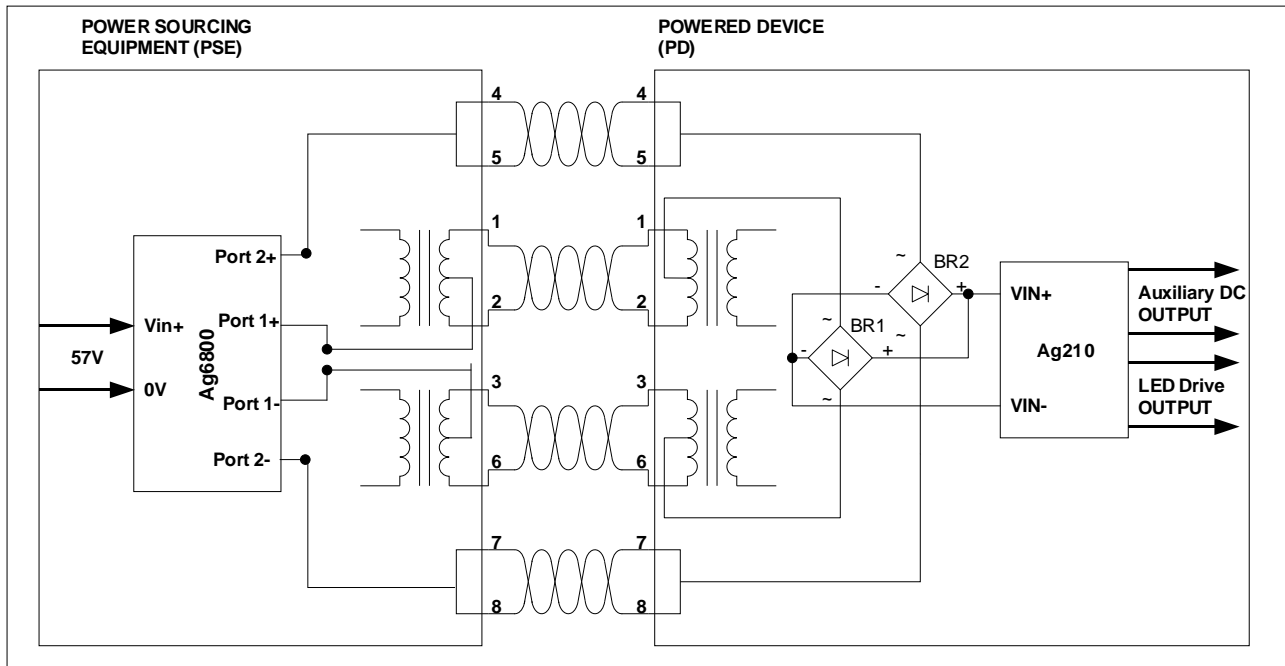 POWER SOURCING
EQUIPMENT (PSE)
POWERED DEVICE
(PD)
4
4
5
5
1
1
2
2
3
3
6
6
7
7
8
8
Port 2+
Port 1+
Port 1-
Port 2-
Vin+
57V
0V
Ag6800
~
BR2
-
+
~
~
BR1
-
+
~
VIN+
Ag210
VIN-
Auxiliary DC
OUTPUT
LED Drive
OUTPUT